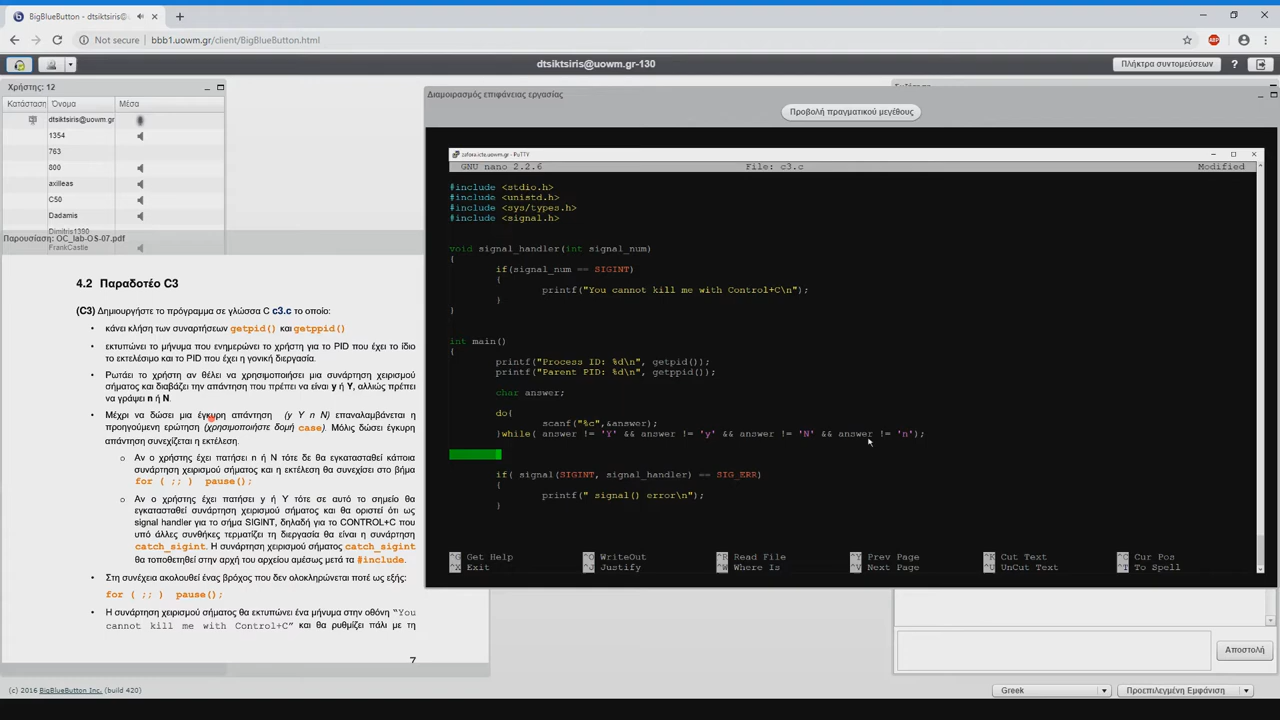 BigBlueButton - dtsiktsiris@
Not secure
bbb1.uowm.gr/client/BigBlueButton.html
dtsiktsiris@uowm.gr-130
Πλήκτρα συντομεύσεων
?
Χρήστης: 12
Κατάσταση
Όνομα
Μέσα
dtsiktsiris@uowm.gr
1354
763
800
axilleas
C50
Dadamis
Dimitris1390
FrankCastle
Παρουσίαση: OC_lab-OS-07.pdf
4.2 Παραδοτέο C3
(C3) Δημιουργήστε το πρόγραμμα σε γλώσσα C c3.c το οποίο:
• κάνει κλήση των συναρτήσεων getpid() και getppid()
• εκτυπώνει το μήνυμα που ενημερώνει το χρήστη για το PID που έχει το ίδιο
το εκτελέσιμο και το PID που έχει η γονική διεργασία.
• Ρωτάει το χρήστη αν θέλει να χρησιμοποιήσει μια συνάρτηση χειρισμού
σήματος και διαβάζει την απάντηση που πρέπει να είναι y ή Y, αλλιώς πρέπει
να γράψει n ή N.
• Μέχρι να δώσει μια έγκυρη απάντηση (y Y n N) επαναλαμβάνεται η
προηγούμενη ερώτηση (χρησιμοποιήστε δομή case). Μόλις δώσει έγκυρη
απάντηση συνεχίζεται η εκτέλεση.
o Αν ο χρήστης έχει πατήσει n ή N τότε δε θα εγκατασταθεί κάποια
συνάρτηση χειρισμού σήματος και η εκτέλεση θα συνεχίσει στο βήμα
for ( ;; ) pause();
o Αν ο χρήστης έχει πατήσει y ή Y τότε σε αυτό το σημείο θα
εγκατασταθεί συνάρτηση χειρισμού σήματος και θα οριστεί ότι ως
signal handler για το σήμα SIGINT, δηλαδή για το CONTROL+C που
υπό άλλες συνθήκες τερματίζει τη διεργασία θα είναι η συνάρτηση
catch_sigint. Η συνάρτηση χειρισμού σήματος catch_sigint
θα τοποθετηθεί στην αρχή του αρχείου αμέσως μετά τα #include.
• Στη συνέχεια ακολουθεί ένας βρόχος που δεν ολοκληρώνεται ποτέ ως εξής:
for ( ;; ) pause();
• Η συνάρτηση χειρισμού σήματος θα εκτυπώνει ένα μήνυμα στην οθόνη “You
cannot kill me with Control+C” και θα ρυθμίζει πάλι με τη
7
Διαμοιρασμός επιφάνειας εργασίας
Προβολή πραγματικού μεγέθους
zafora.icte.uowm.gr - PuTTY
GNU nano 2.2.6 File: c3.c Modified
#include <stdio.h>
#include <unistd.h>
#include <sys/types.h>
#include <signal.h>
void signal_handler(int signal_num)
{
if(signal_num == SIGINT)
{
printf("You cannot kill me with Control+C\n");
}
}
int main()
{
printf("Process ID: %d\n", getpid());
printf("Parent PID: %d\n", getppid());
char answer;
do{
scanf("%c",&answer);
}while( answer != 'Y' && answer != 'y' && answer != 'N' && answer != 'n');
if( signal(SIGINT, signal_handler) == SIG_ERR)
{
printf(" signal() error\n");
}
^G Get Help ^O WriteOut ^R Read File ^Y Prev Page ^K Cut Text ^C Cur Pos
^X Exit ^J Justify ^W Where Is ^V Next Page ^U UnCut Text ^T To Spell
Αποστολή
(c) 2016 BigBlueButton Inc. (build 420)
Greek
Προεπιλεγμένη Εμφάνιση